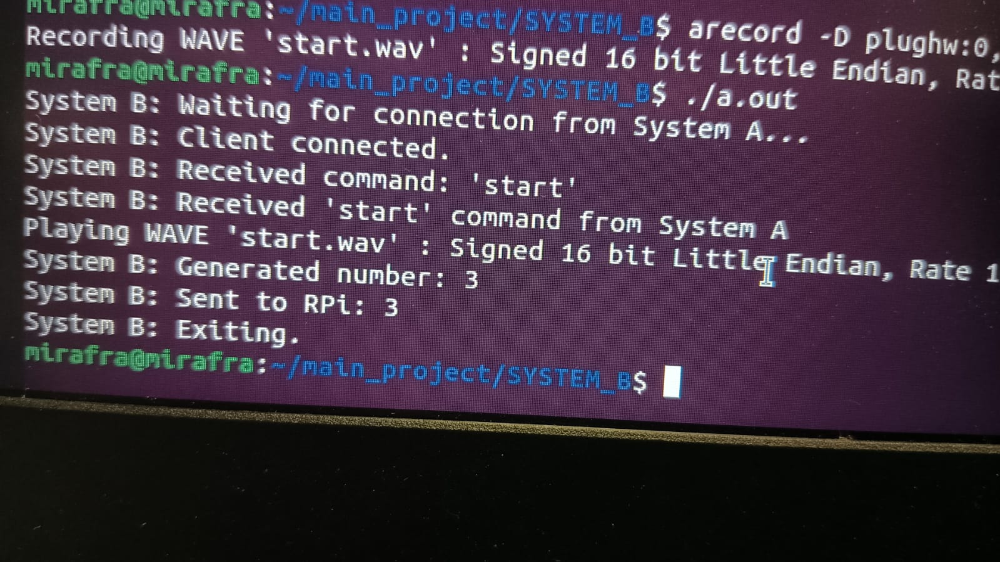 mirafra@mirafra:~/main_project/SYSTEM_B$ arecord -D plughw:0,
Recording WAVE 'start.wav' : Signed 16 bit Little Endian, Rat
mirafra@mirafra:~/main_project/SYSTEM_B$ ./a.out
System B: Waiting for connection from System A...
System B: Client connected.
System B: Received command: 'start'
System B: Received 'start' command from System A
Playing WAVE 'start.wav' : Signed 16 bit Little Endian, Rate 1
System B: Generated number: 3
System B: Sent to RPi: 3
System B: Exiting.
mirafra@mirafra:~/main_project/SYSTEM_B$